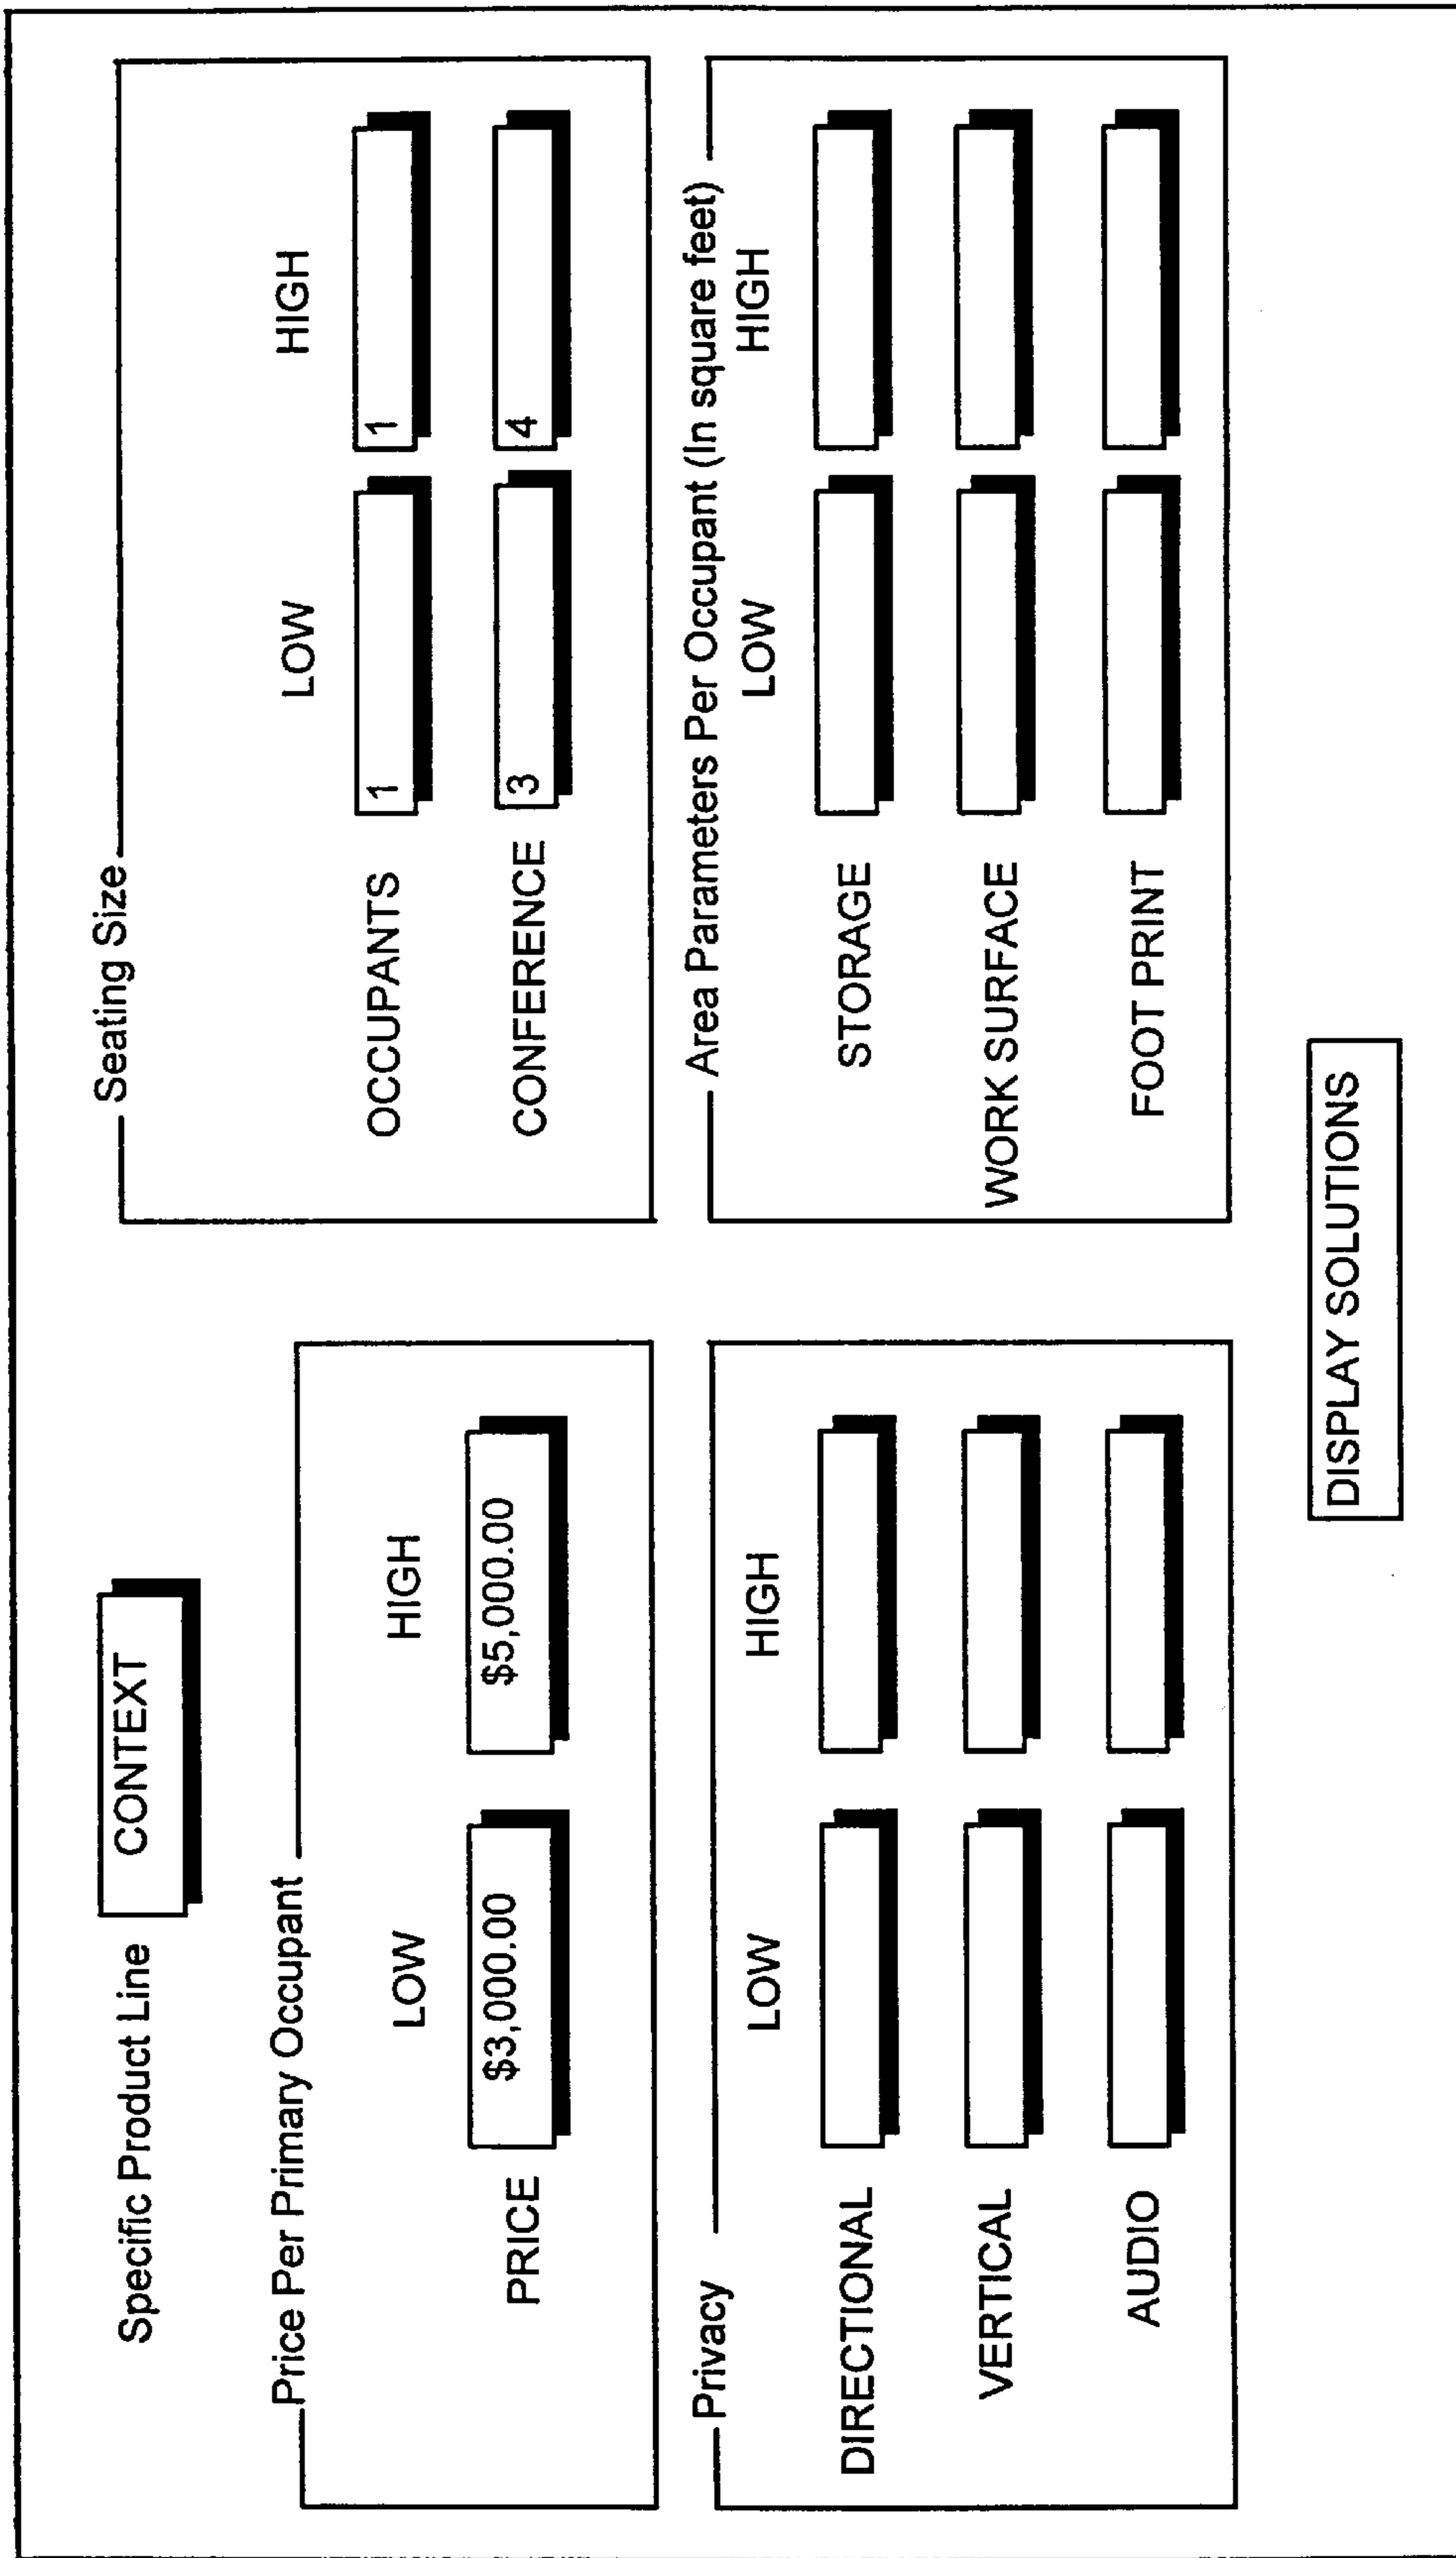 Specific Product Line CONTEXT
Price Per Primary Occupant
LOW HIGH
PRICE $3,000.00 $5,000.00
Seating Size
LOW HIGH
OCCUPANTS 1 1
CONFERENCE 3 4
Privacy
LOW HIGH
DIRECTIONAL
VERTICAL
AUDIO
Area Parameters Per Occupant (In square feet)
LOW HIGH
STORAGE
WORK SURFACE
FOOT PRINT
DISPLAY SOLUTIONS